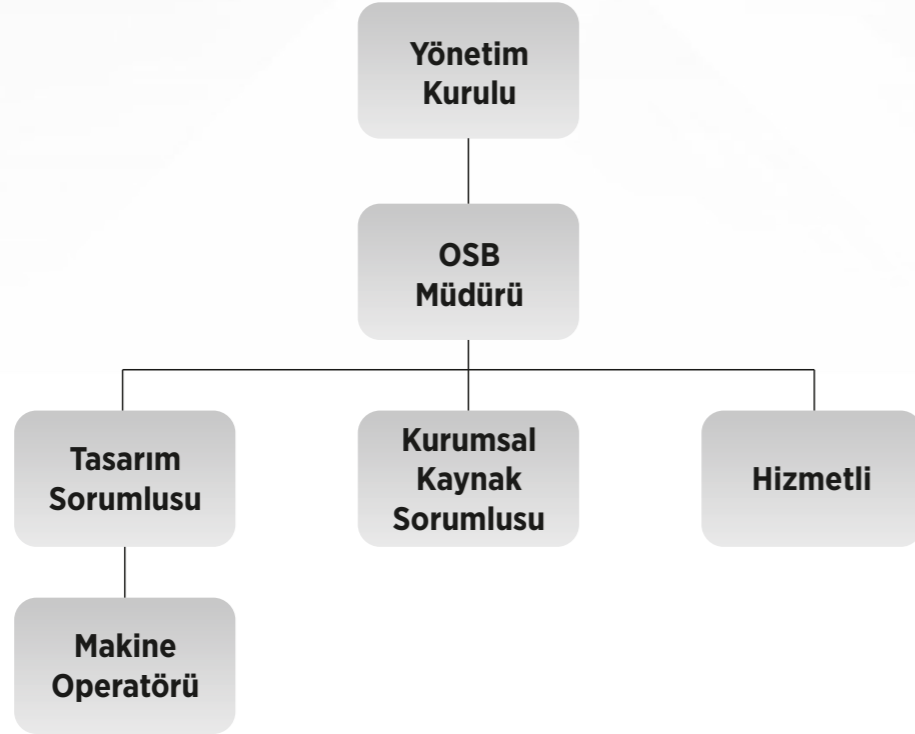 Yönetim
Kurulu
OSB
Müdürü
Tasarım
Sorumlusu
Kurumsal
Kaynak
Sorumlusu
Hizmetli
Makine
Operatörü